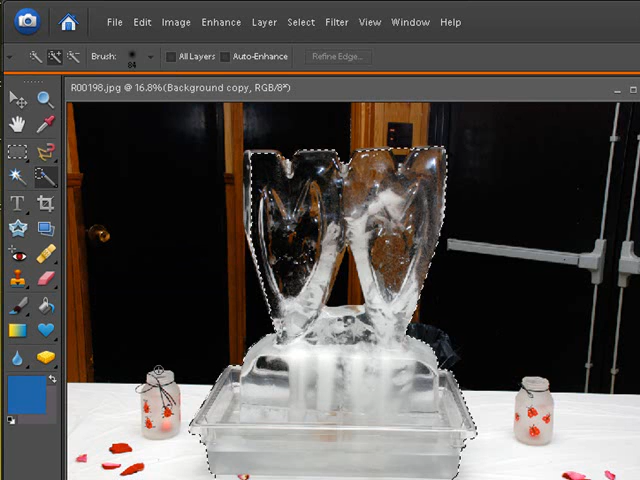 File Edit Image Enhance Layer Select Filter View Window Help
Brush: 84 All Layers Auto-Enhance Refine Edge...
R00198.jpg @ 16.8%(Background copy, RGB/8*)
T